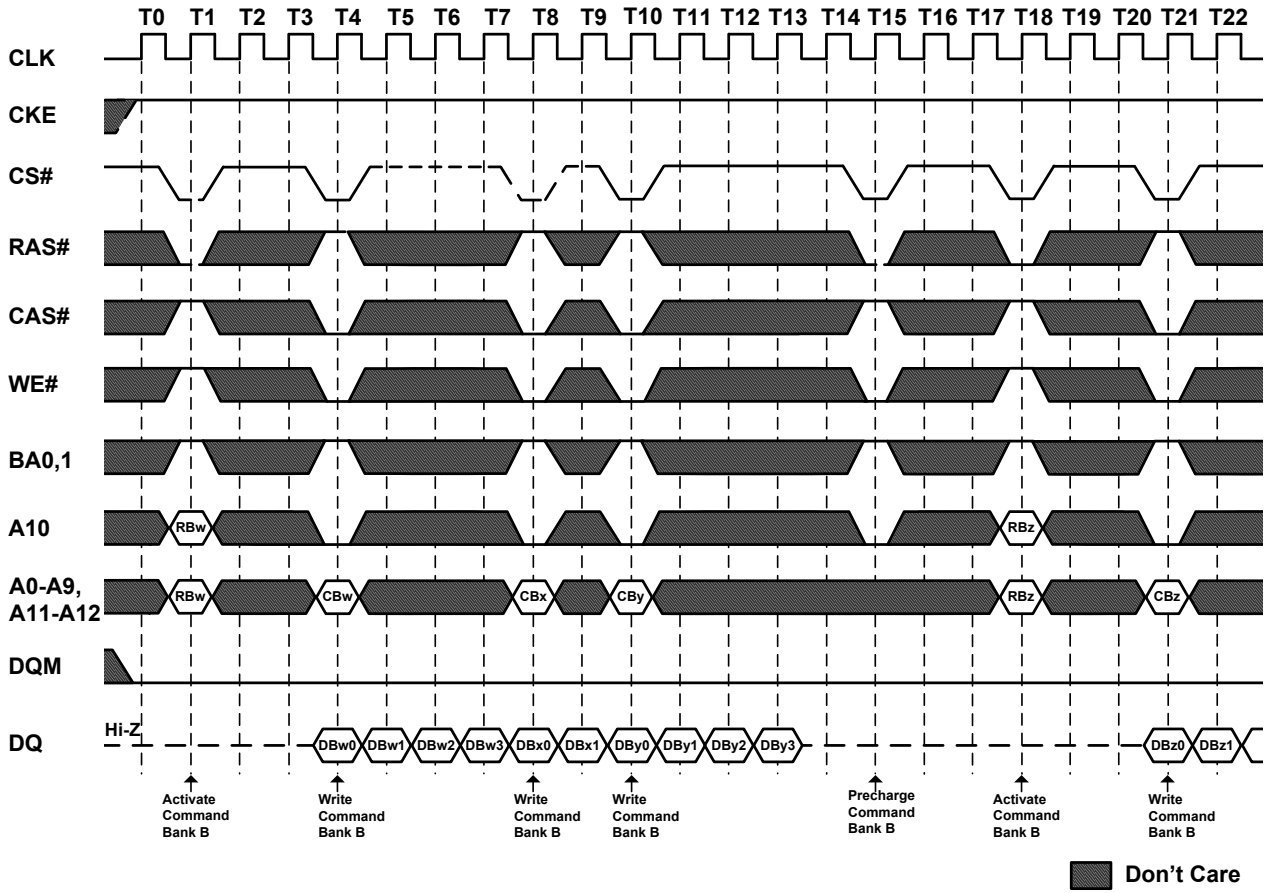 T0 T1 T2 T3 T4 T5 T6 T7 T8 T9 T10 T11 T12 T13 T14 T15 T16 T17 T18 T19 T20 T21 T22
CLK
CKE
CS#
RAS#
CAS#
WE#
BA0,1
A10 RBw RBz
A0-A9,
A11-A12 RBw CBw CBx CBy RBz CBz
DQM
DQ Hi-Z DBw0 DBw1 DBw2 DBw3 DBx0 DBx1 DBy0 DBy1 DBy2 DBy3 DBz0 DBz1
Activate
Command
Bank B
Write
Command
Bank B
Write
Command
Bank B
Write
Command
Bank B
Precharge
Command
Bank B
Activate
Command
Bank B
Write
Command
Bank B
Don't Care